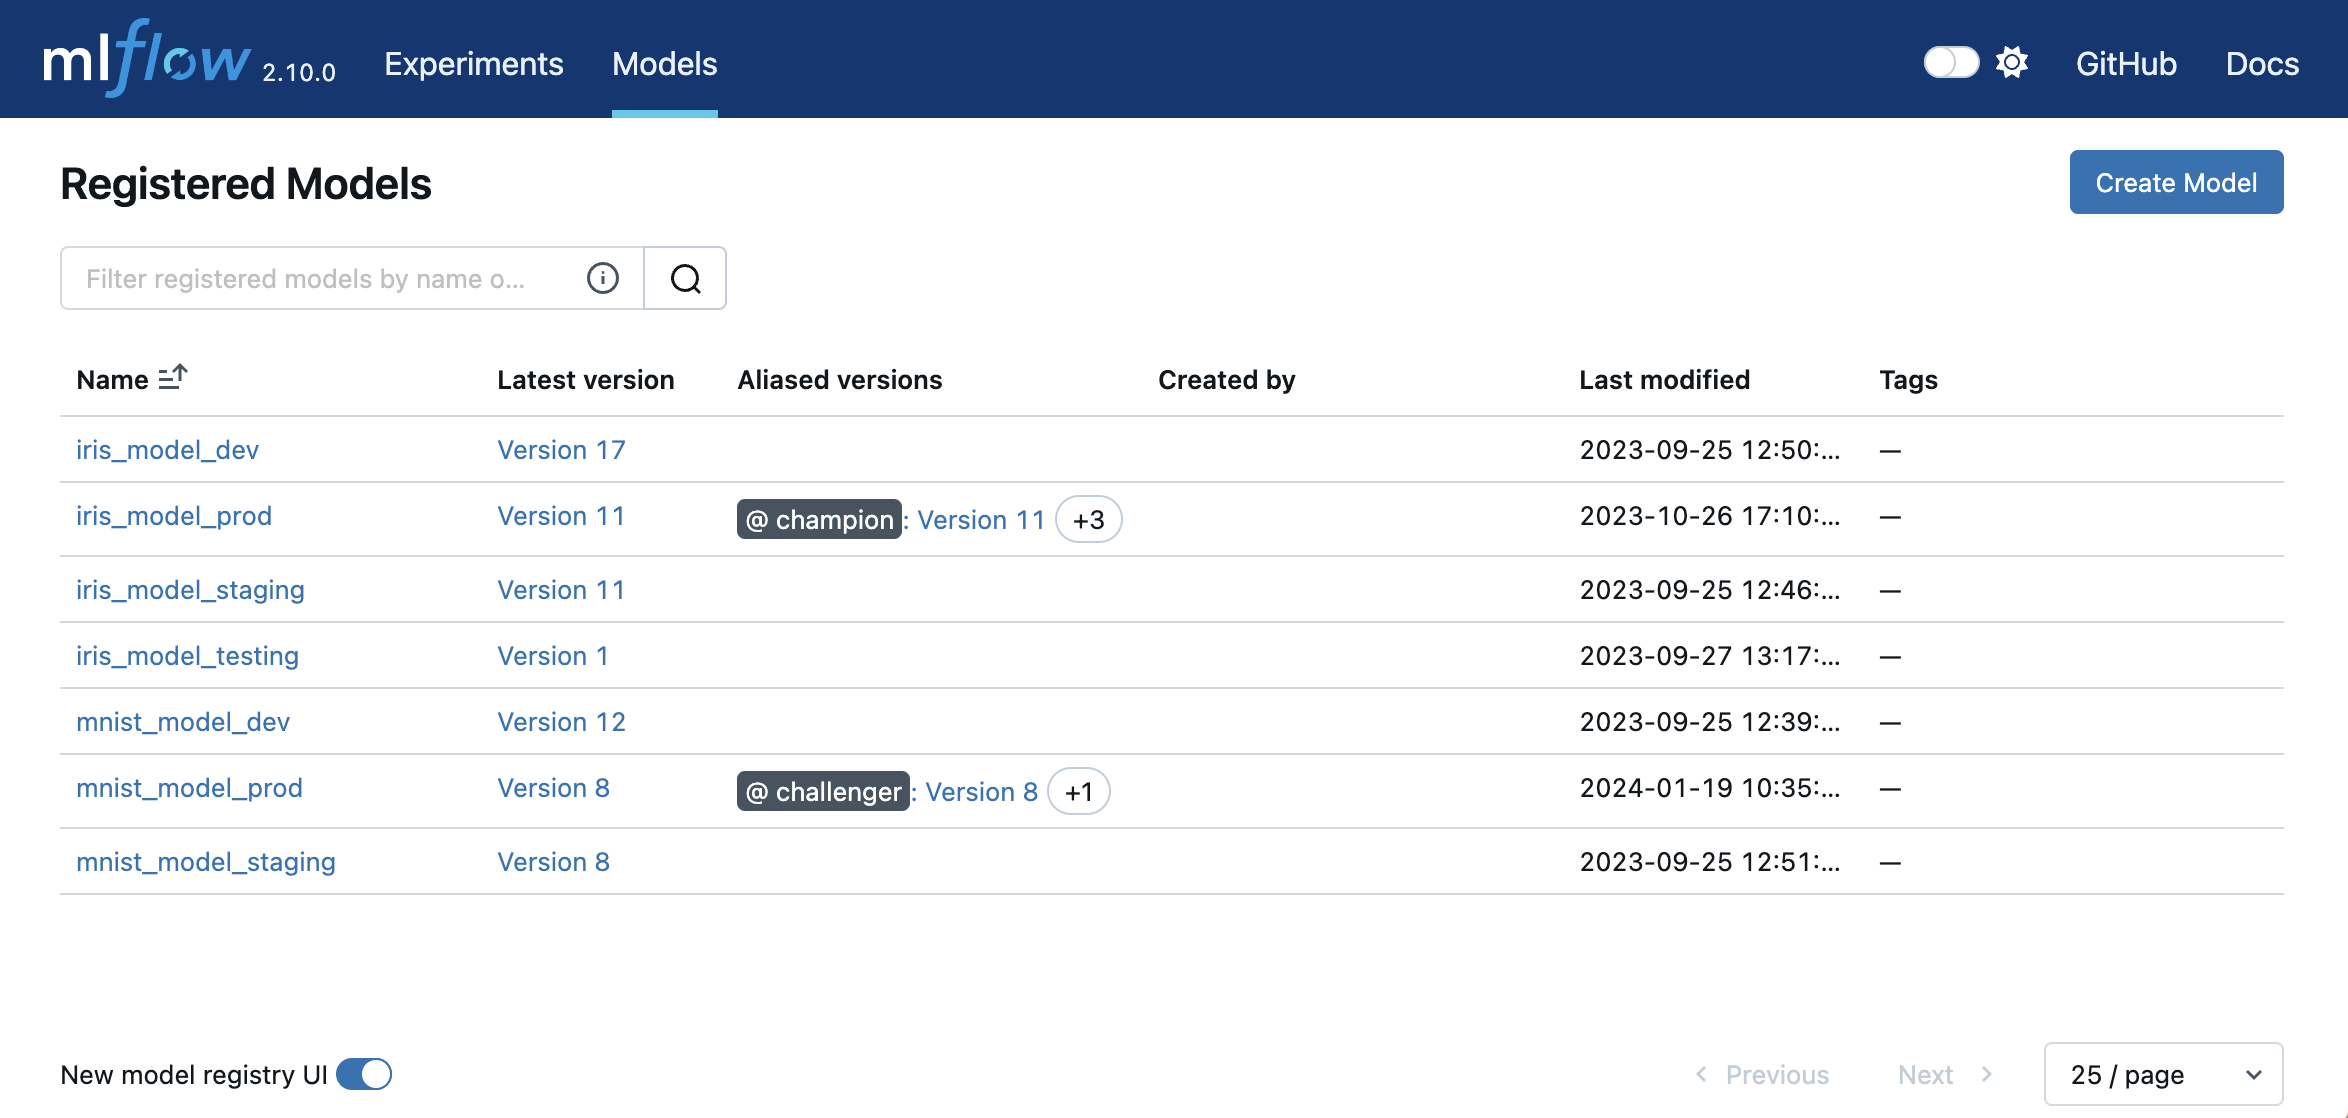 mlflow 2.10.0 Experiments Models GitHub Docs
Registered Models Create Model
Filter registered models by name o...
Name Latest version Aliased versions Created by Last modified Tags
iris_model_dev Version 17 2023-09-25 12:50:... —
iris_model_prod Version 11 @ champion : Version 11 +3 2023-10-26 17:10:... —
iris_model_staging Version 11 2023-09-25 12:46:... —
iris_model_testing Version 1 2023-09-27 13:17:... —
mnist_model_dev Version 12 2023-09-25 12:39:... —
mnist_model_prod Version 8 @ challenger : Version 8 +1 2024-01-19 10:35:... —
mnist_model_staging Version 8 2023-09-25 12:51:... —
New model registry UI Previous Next 25 / page